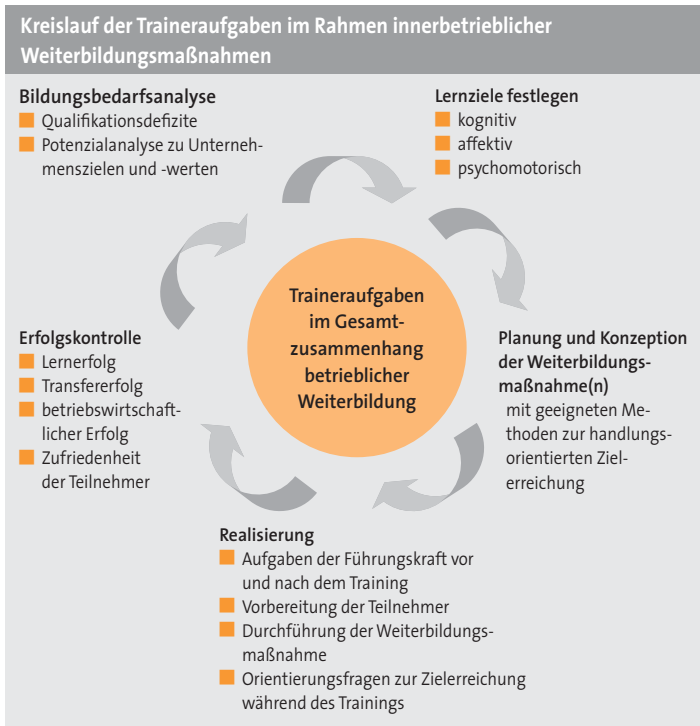 Kreislauf der Traineraufgaben im Rahmen innerbetrieblicher
Weiterbildungsmaßnahmen
Bildungsbedarfsanalyse
Qualifikationsdefizite
Potenzialanalyse zu Unterneh-
menszielen und -werten
Lernziele festlegen
kognitiv
affektiv
psychomotorisch
Traineraufgaben
im Gesamt-
zusammenhang
betrieblicher
Weiterbildung
Planung und Konzeption
der Weiterbildungs-
maßnahme(n)
mit geeigneten Me-
thoden zur handlungs-
orientierten Ziel-
erreichung
Erfolgskontrolle
Lernerfolg
Transfererfolg
betriebswirtschaft-
licher Erfolg
Zufriedenheit
der Teilnehmer
Realisierung
Aufgaben der Führungskraft vor
und nach dem Training
Vorbereitung der Teilnehmer
Durchführung der Weiterbildungs-
maßnahme
Orientierungsfragen zur Zielerreichung
während des Trainings